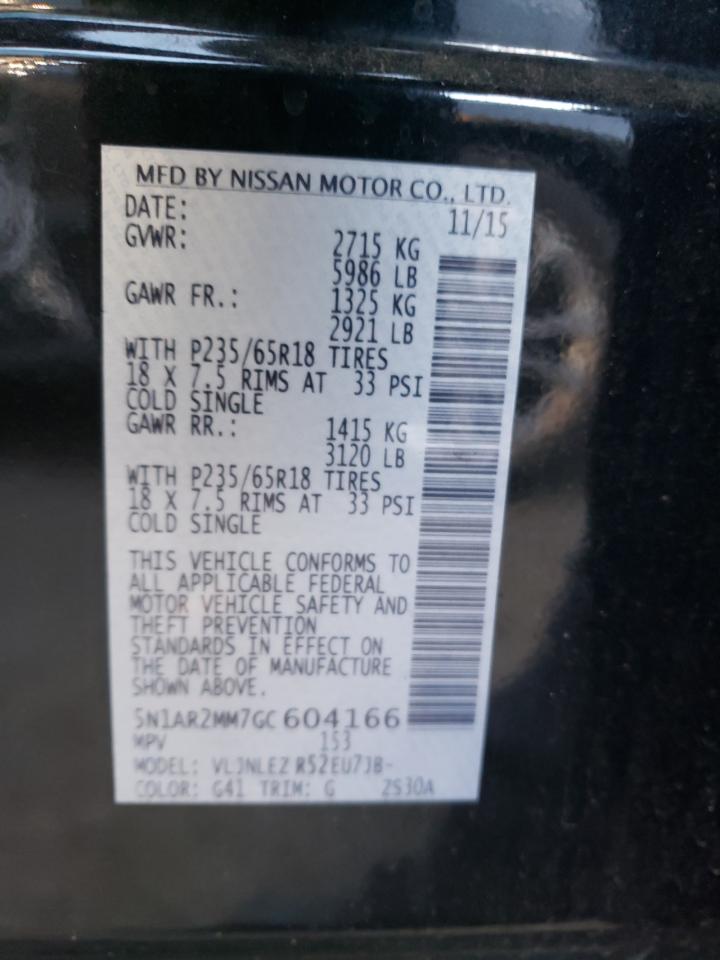 MFD BY NISSAN MOTOR CO., LTD.
DATE: 11/15
GVWR: 2715 KG
5986 LB
GAWR FR.: 1325 KG
2921 LB
WITH P235/65R18 TIRES
18 X 7.5 RIMS AT 33 PSI
COLD SINGLE
GAWR RR.: 1415 KG
3120 LB
WITH P235/65R18 TIRES
18 X 7.5 RIMS AT 33 PSI
COLD SINGLE
THIS VEHICLE CONFORMS TO
ALL APPLICABLE FEDERAL
MOTOR VEHICLE SAFETY AND
THEFT PREVENTION
STANDARDS IN EFFECT ON
THE DATE OF MANUFACTURE
SHOWN ABOVE.
5N1AR2MM7GC604166
MPV 153
MODEL: VLJNLEZ R52EU7JB-
COLOR: G41 TRIM: G 2S30A